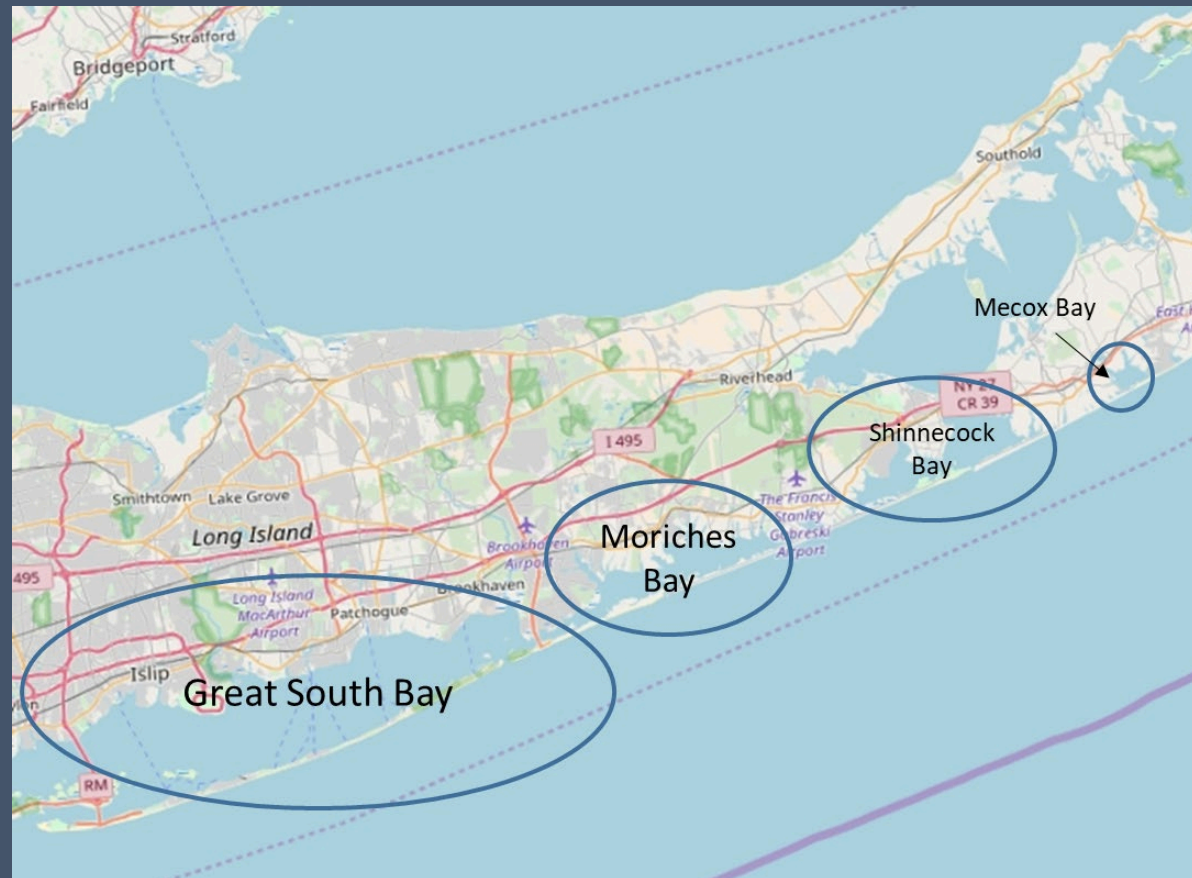 Stratford
Bridgeport
Fairfield
Southold
Mecox Bay
Riverhead
NY 27
CR 39
I 495
Shinnecock
Bay
Smithtown
Lake Grove
Long Island
The Francis
Stanley
Gabreski
Airport
Brookhaven
Airport
Moriches
Bay
495
Brookhaven
Long Island
MacArthur
Airport
Patchogue
Islip
Great South Bay
RM